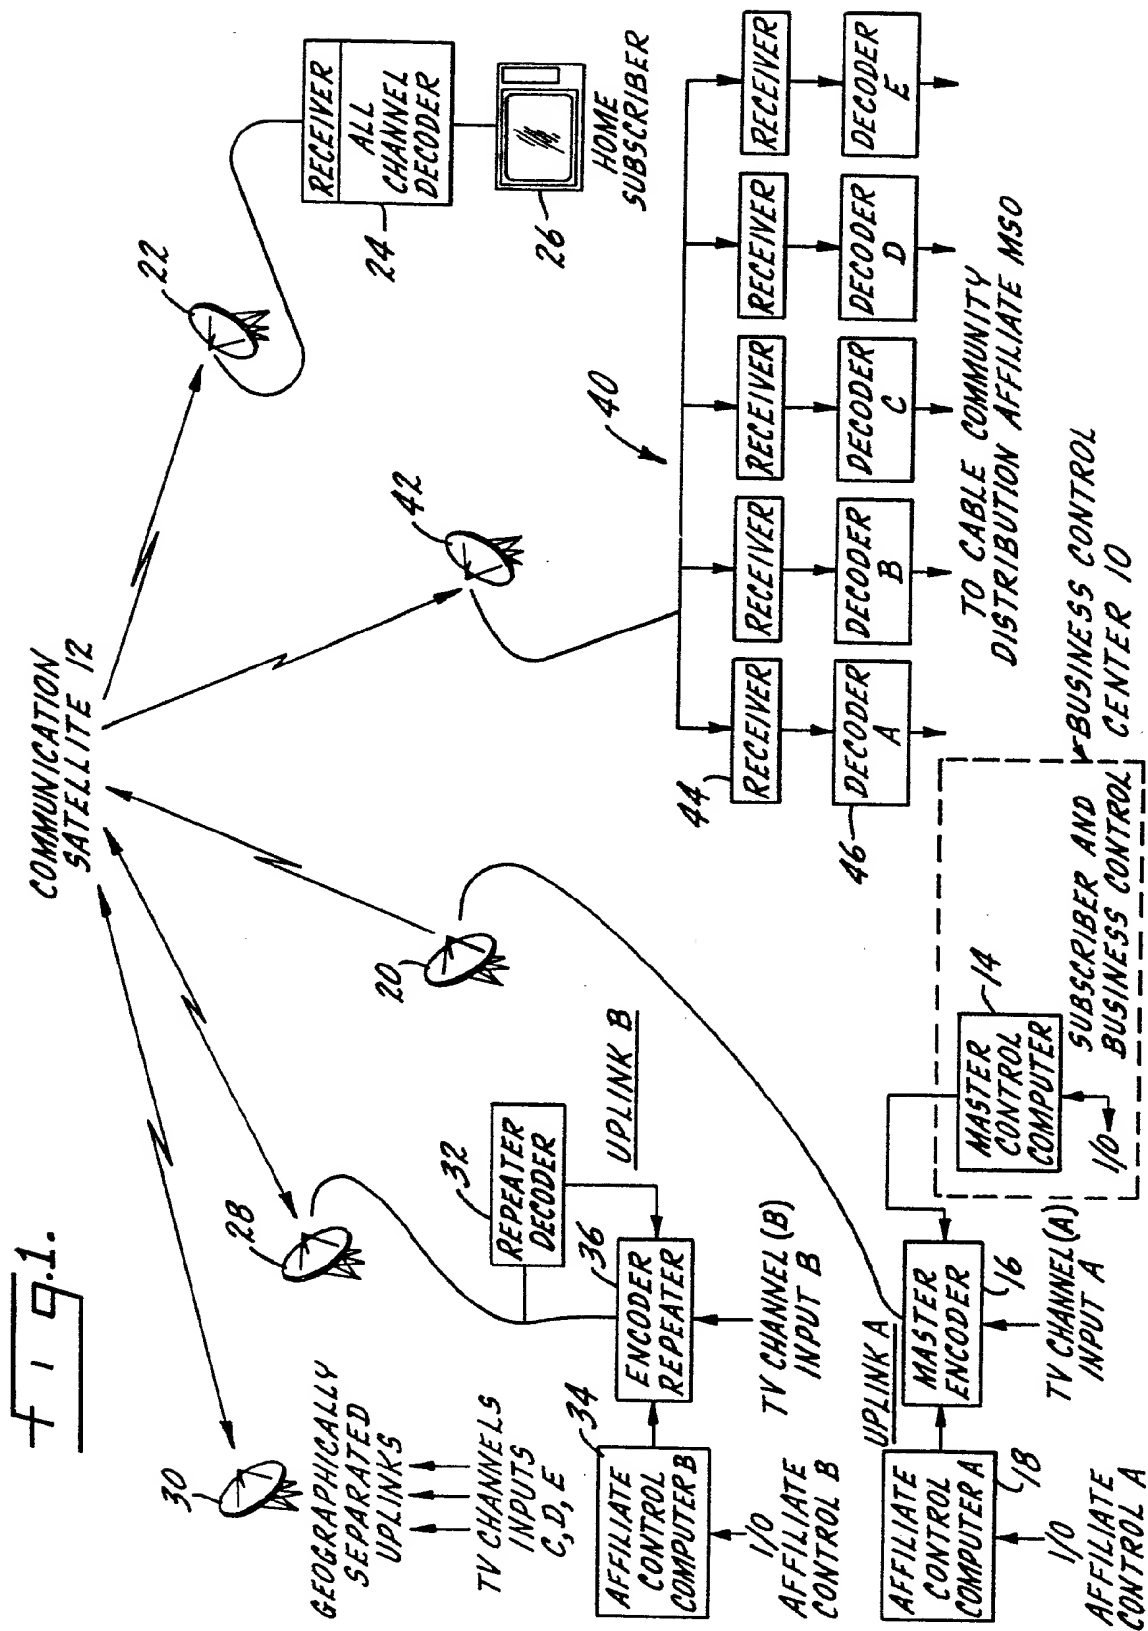 Fig.1.
COMMUNICATION
SATELLITE 12
30
GEOGRAPHICALLY
SEPARATED
UPLINKS
TV CHANNELS
INPUTS
C, D, E
28
32
REPEATER
DECODER
UPLINK B
34
AFFILIATE
CONTROL
COMPUTER B
36
ENCODER
REPEATER
I/O
AFFILIATE
CONTROL B
TV CHANNEL (B)
INPUT B
20
UPLINK A
AFFILIATE
CONTROL
COMPUTER A
18
I/O
AFFILIATE
CONTROL A
MASTER
ENCODER
16
TV CHANNEL (A)
INPUT A
MASTER
CONTROL
COMPUTER
14
I/O
SUBSCRIBER AND
BUSINESS CONTROL
BUSINESS CONTROL
CENTER 10
22
RECEIVER
ALL
CHANNEL
DECODER
24
26
HOME
SUBSCRIBER
42
40
44
RECEIVER
RECEIVER
RECEIVER
RECEIVER
RECEIVER
46
DECODER
A
DECODER
B
DECODER
C
DECODER
D
DECODER
E
TO CABLE COMMUNITY
DISTRIBUTION AFFILIATE MSO